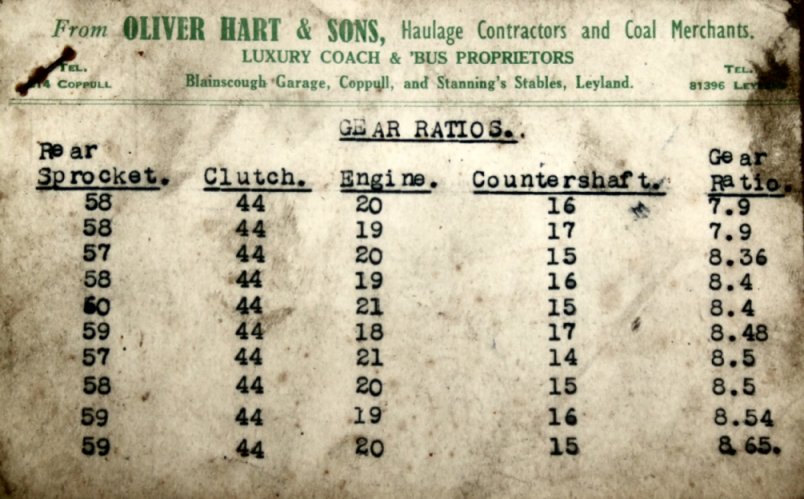 From OLIVER HART & SONS, Haulage Contractors and Coal Merchants.
LUXURY COACH & 'BUS PROPRIETORS
TEL. TEL.
COPPULL Blainscough Garage, Coppull, and Stanning's Stables, Leyland. 81396
GEAR RATIOS..
Rear Gear
Sprocket. Clutch. Engine. Countershaft. Ratio.
58 44 20 16 7.9
58 44 19 17 7.9
57 44 20 15 8.36
58 44 19 16 8.4
60 44 21 15 8.4
59 44 18 17 8.48
57 44 21 14 8.5
58 44 20 15 8.5
59 44 19 16 8.54
59 44 20 15 8.65.